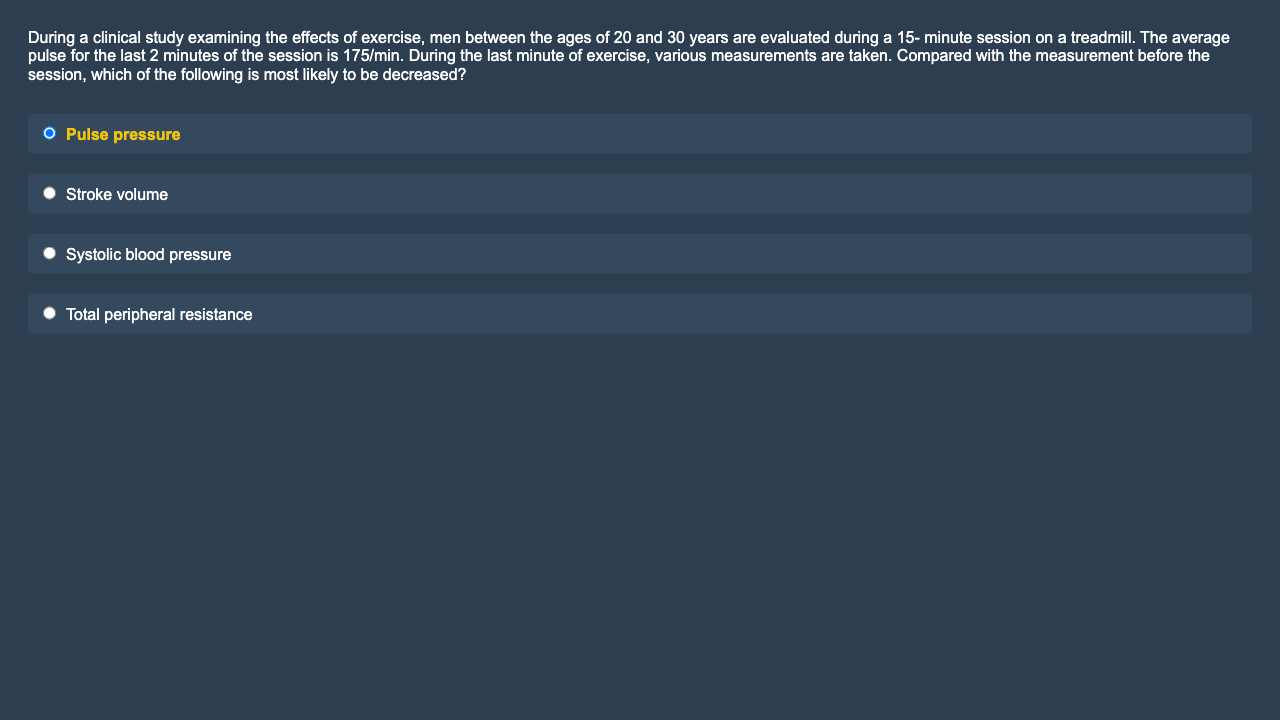 During a clinical study examining the effects of exercise, men between the ages of 20 and 30 years are evaluated during a 15- minute session on a treadmill. The average
pulse for the last 2 minutes of the session is 175/min. During the last minute of exercise, various measurements are taken. Compared with the measurement before the
session, which of the following is most likely to be decreased?
Pulse pressure
Stroke volume
Systolic blood pressure
Total peripheral resistance